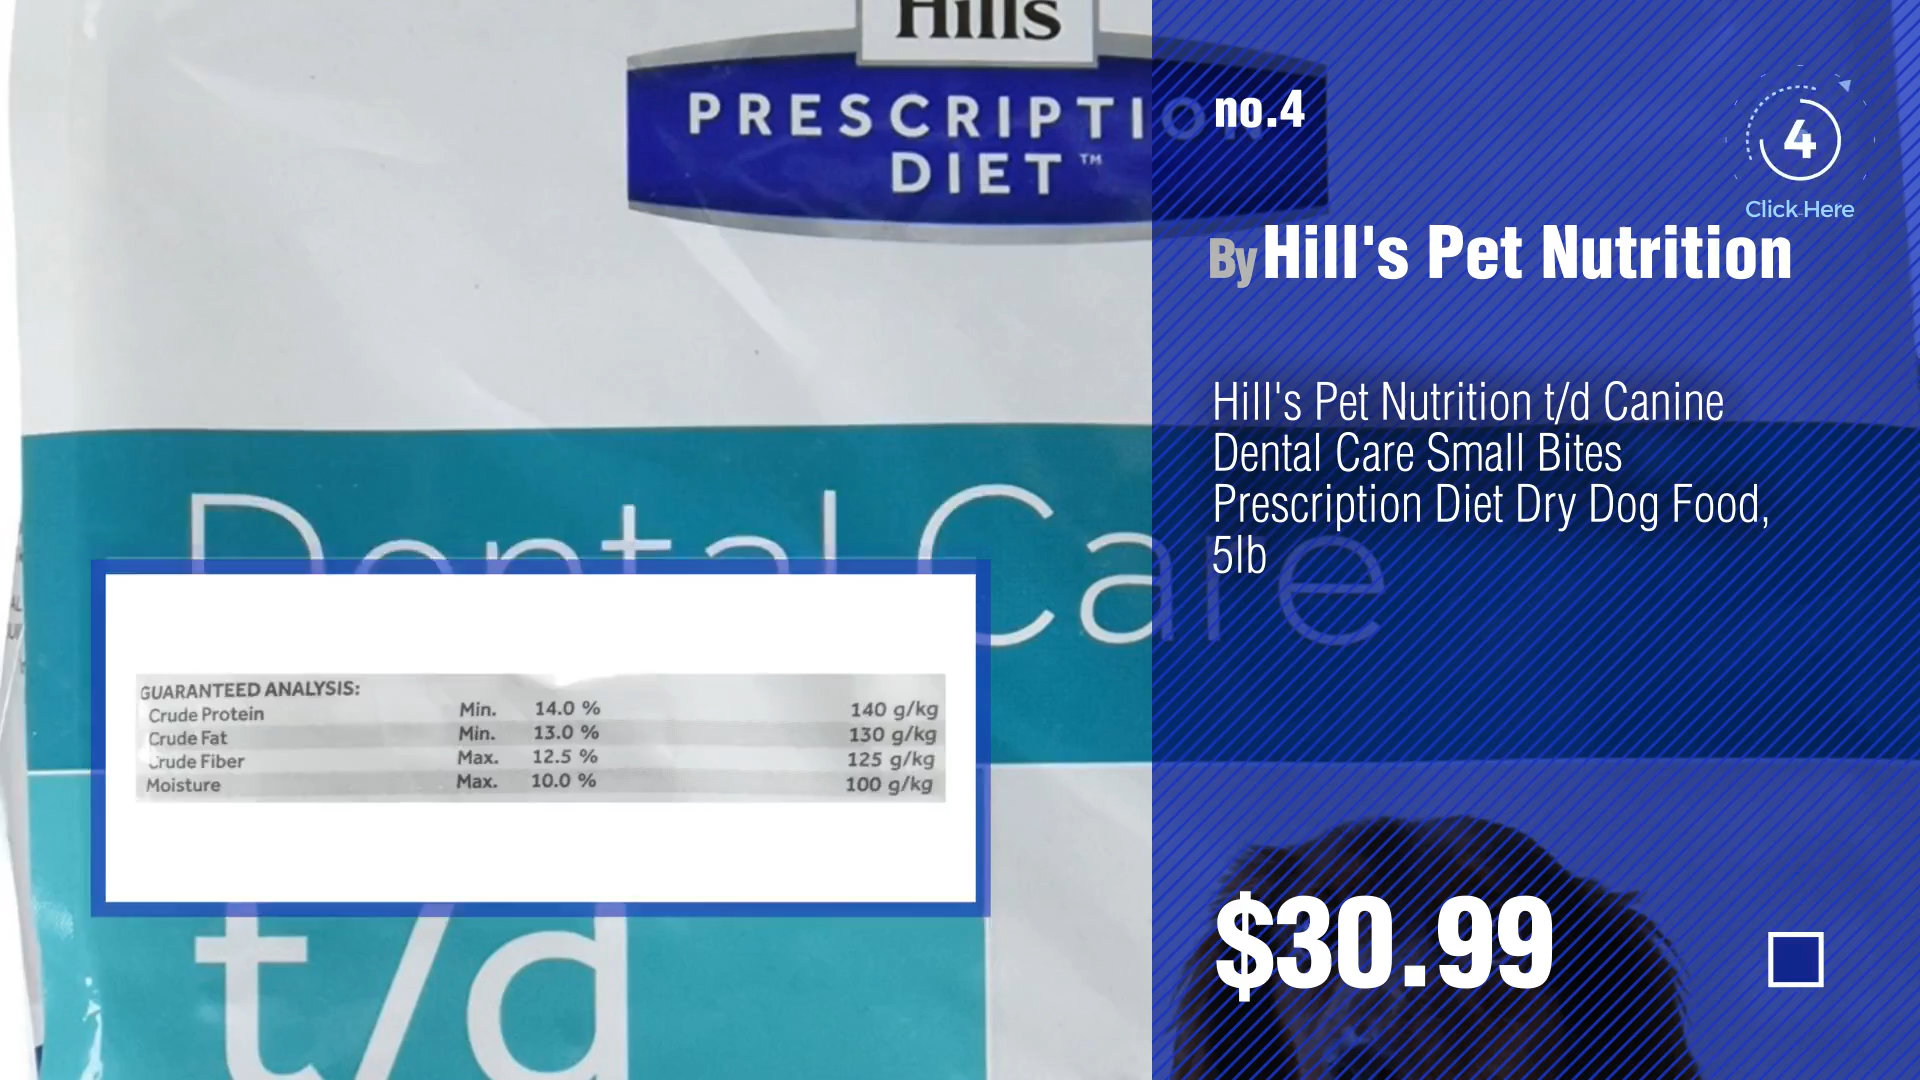 Hill's
PRESCRIPTION
DIET™
Dental Care
t/d
GUARANTEED ANALYSIS:
Crude Protein Min. 14.0 % 140 g/kg
Crude Fat Min. 13.0 % 130 g/kg
Crude Fiber Max. 12.5 % 125 g/kg
Moisture Max. 10.0 % 100 g/kg
no.4
4
Click Here
By Hill's Pet Nutrition
Hill's Pet Nutrition t/d Canine
Dental Care Small Bites
Prescription Diet Dry Dog Food,
5lb
$30.99